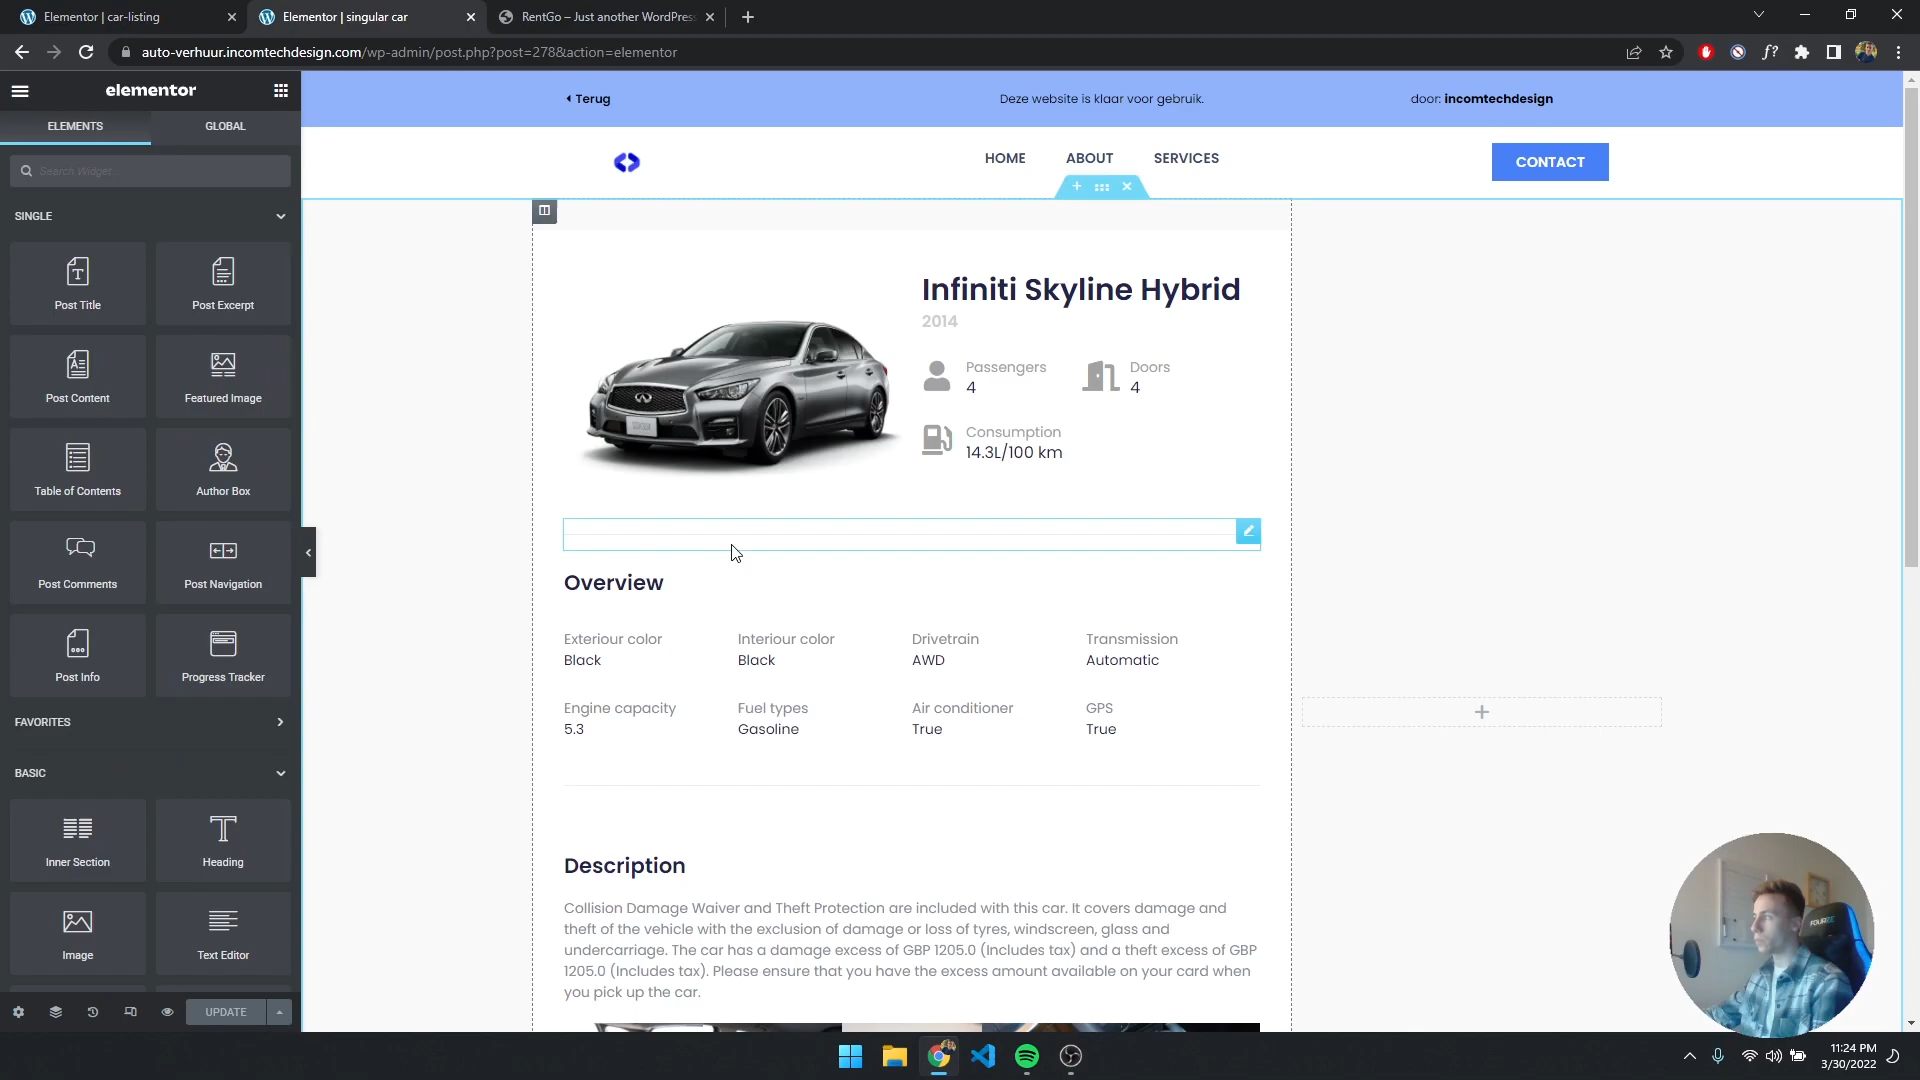 Elementor | car-listing
Elementor | singular car
RentGo – Just another WordPress
auto-verhuur.incomtechdesign.com/wp-admin/post.php?post=278&action=elementor
elementor
ELEMENTS
GLOBAL
Search Widget...
SINGLE
Post Title
Post Excerpt
Post Content
Featured Image
Table of Contents
Author Box
Post Comments
Post Navigation
Post Info
Progress Tracker
FAVORITES
BASIC
Inner Section
Heading
Image
Text Editor
UPDATE
Terug
Deze website is klaar voor gebruik.
door: incomtechdesign
HOME
ABOUT
SERVICES
CONTACT
Infiniti Skyline Hybrid
2014
Passengers
4
Doors
4
Consumption
14.3L/100 km
Overview
Exteriour color
Black
Interiour color
Black
Drivetrain
AWD
Transmission
Automatic
Engine capacity
5.3
Fuel types
Gasoline
Air conditioner
True
GPS
True
Description
Collision Damage Waiver and Theft Protection are included with this car. It covers damage and
theft of the vehicle with the exclusion of damage or loss of tyres, windscreen, glass and
undercarriage. The car has a damage excess of GBP 1205.0 (Includes tax) and a theft excess of GBP
1205.0 (Includes tax). Please ensure that you have the excess amount available on your card when
you pick up the car.
11:24 PM
3/30/2022